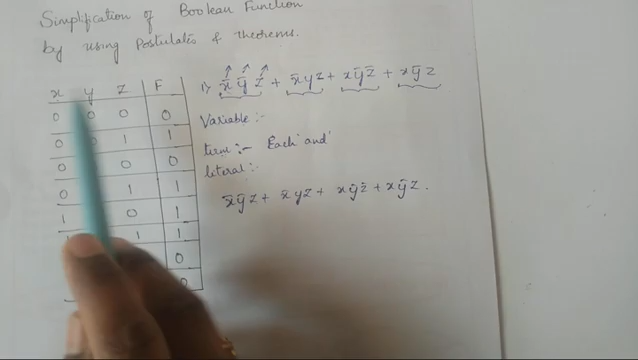 Simplification of Boolean Function
by using Postulates & theorems.
x y z F
0 0 0 0
0 0 1 1
0 0 0
0 1 1
1 0 1
1 1
0
0
1) x̄ ȳ z + x̄yz + xȳz̄ + xȳz
Variable :-
term :- Each 'and'
literal :-
x̄ȳz + x̄yz + xȳz̄ + xȳz.